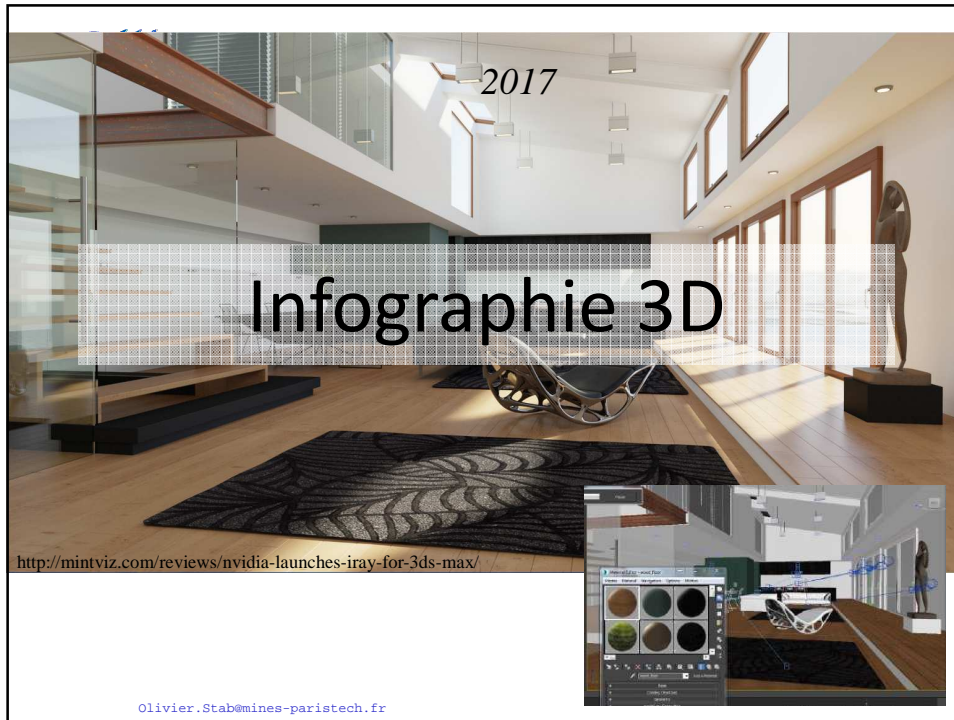 2017
Infographie 3D
http://mintviz.com/reviews/nvidia-launches-iray-for-3ds-max/
Olivier.Stab@mines-paristech.fr